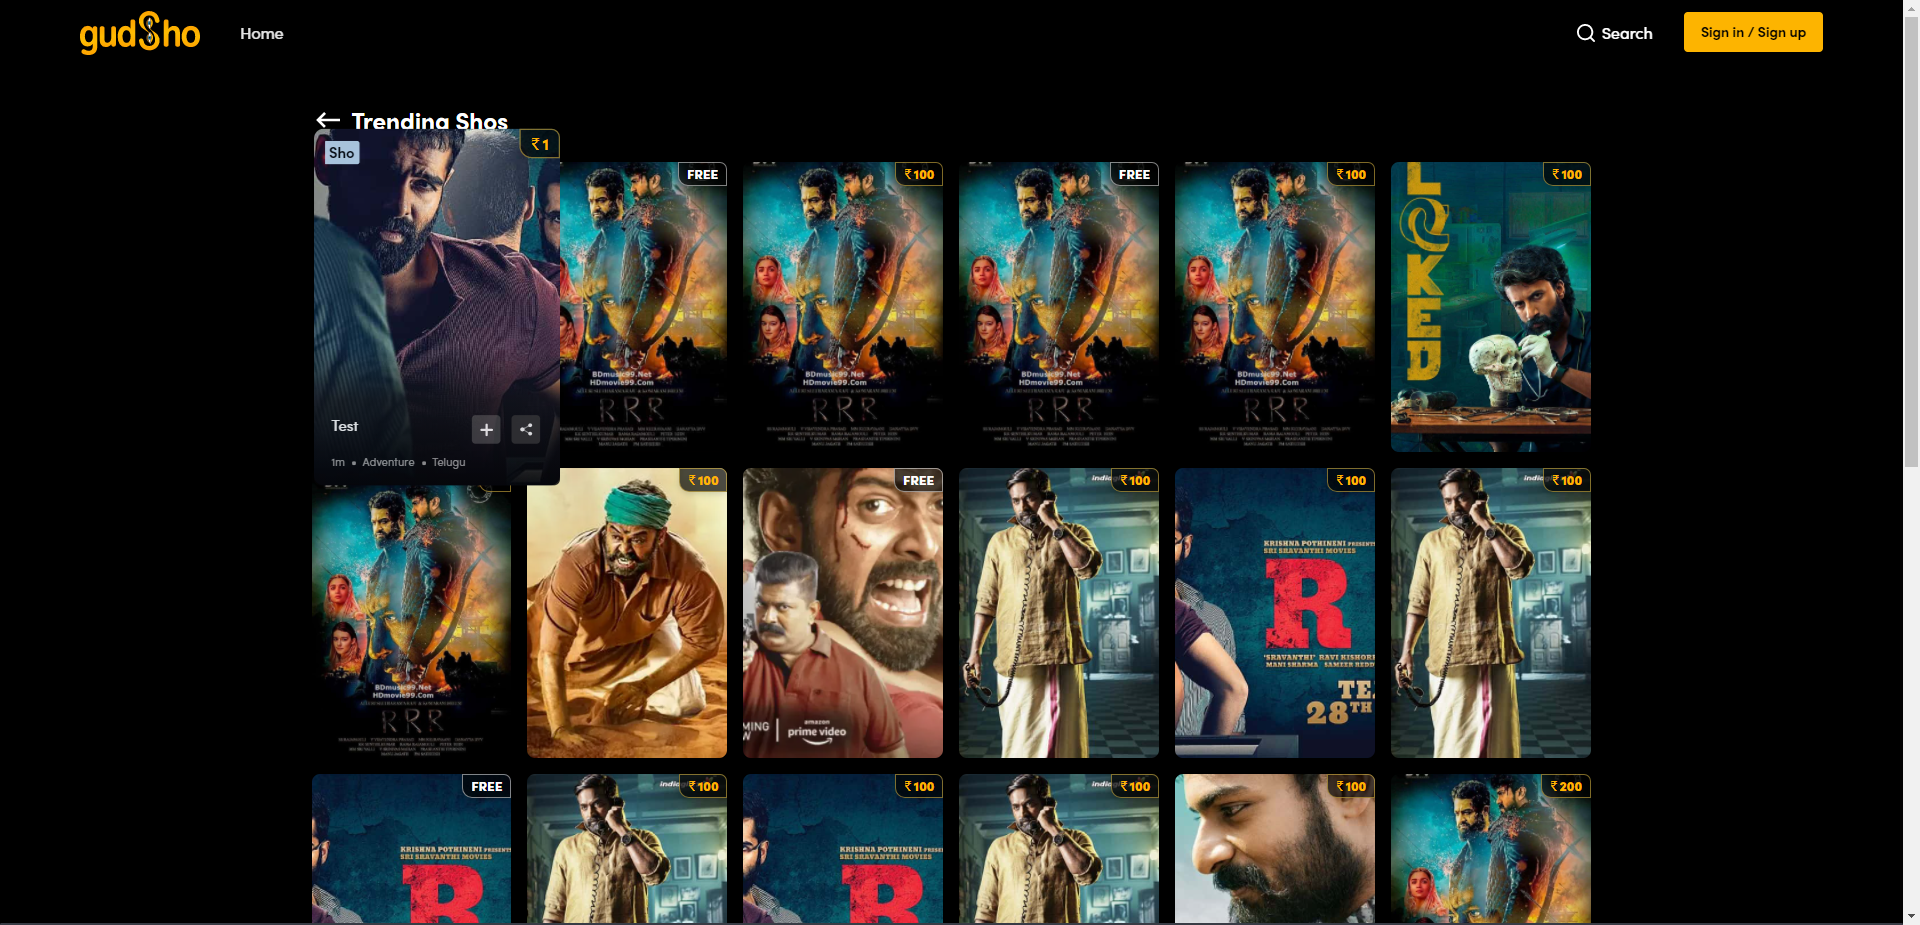 gudSho
Home
Search
Sign in / Sign up
Trending Shos
Sho
₹1
FREE
₹100
FREE
₹100
₹100
LOCKED
BDmusic99.Net
HDmovie99.Com
RRR
BDmusic99.Net
HDmovie99.Com
RRR
BDmusic99.Net
HDmovie99.Com
RRR
BDmusic99.Net
HDmovie99.Com
RRR
Test
1m • Adventure • Telugu
₹100
FREE
₹100
₹100
₹100
KRISHNA POTHINENI PRESENTS
SRI SRAVANTHI MOVIES
R
'SRAVANTHI' RAVI KISHORE
MANI SHARMA SAMEER REDD
TE
28TH
BDmusic99.Net
HDmovie99.Com
RRR
MING
W
amazon
prime video
FREE
₹100
₹100
₹100
₹100
₹200
KRISHNA POTHINENI PRESENTS
SRI SRAVANTHI MOVIES
R
KRISHNA POTHINENI PRESENTS
SRI SRAVANTHI MOVIES
R